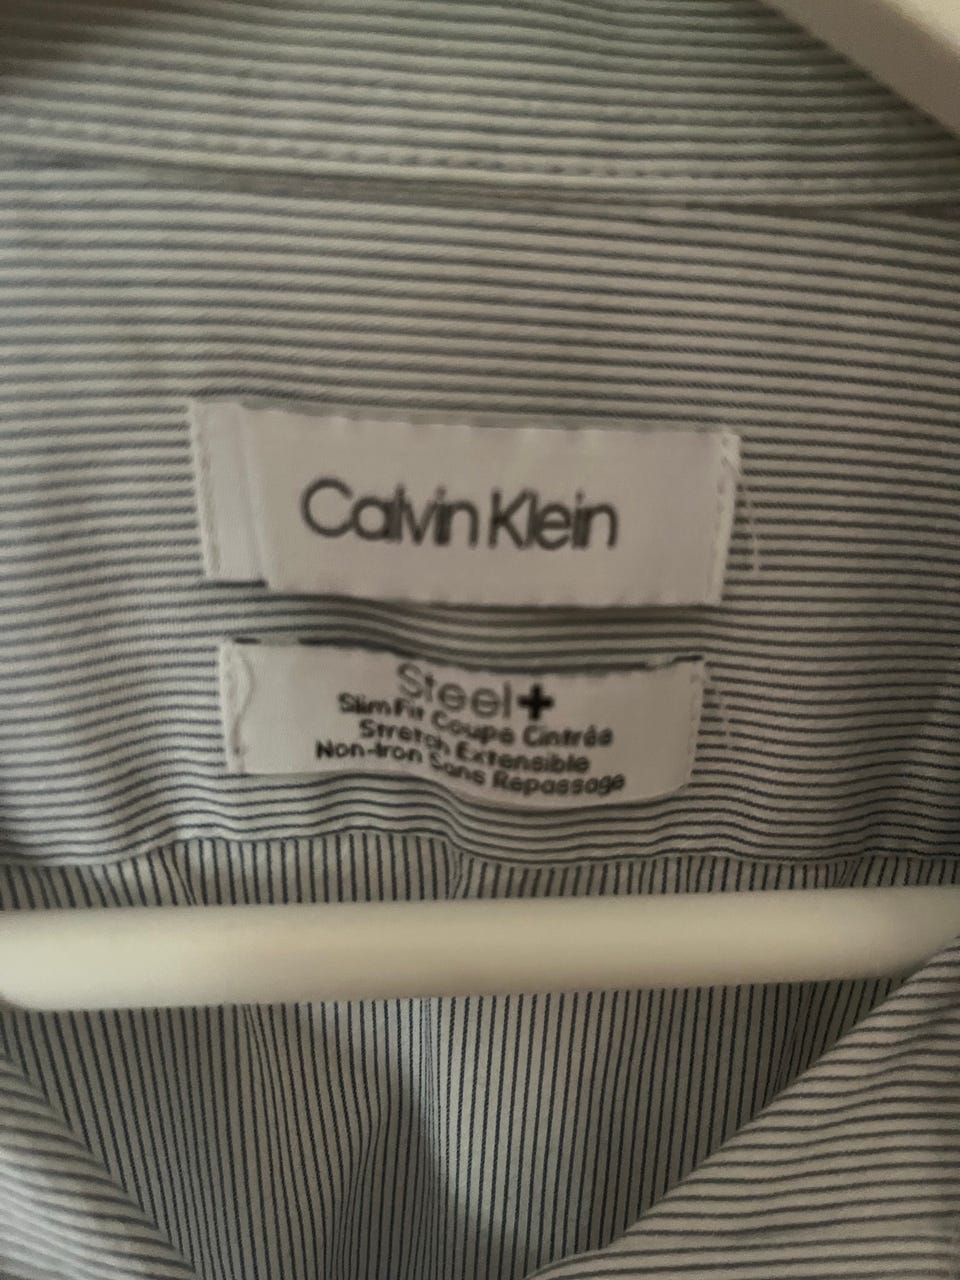 Calvin Klein
Steel+
Slim Fit Coupe Cintrée
Stretch Extensible
Non-Iron Sans Repassage